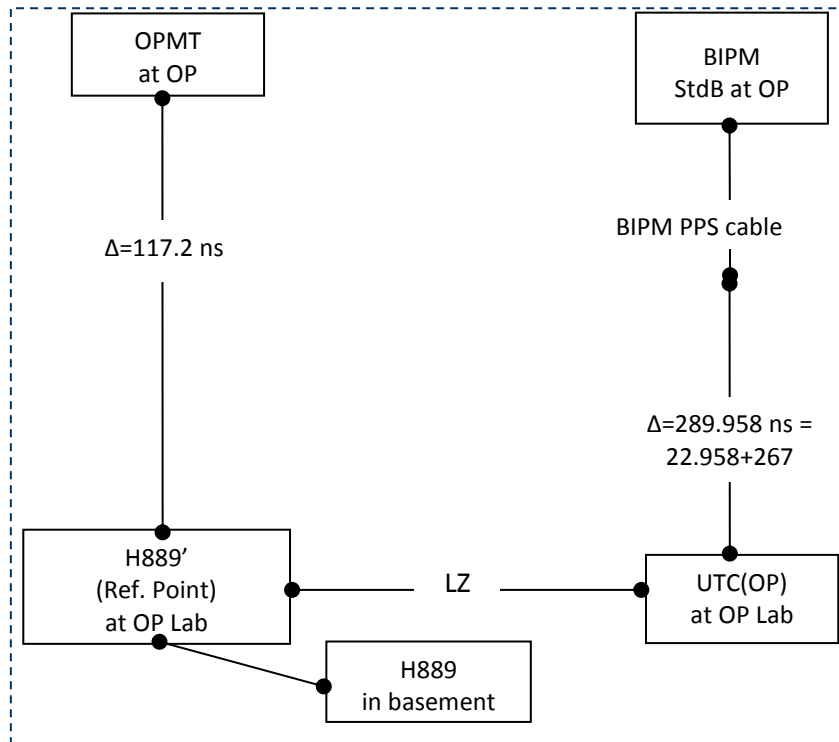 OPMT
at OP
BIPM
StdB at OP
Δ=117.2 ns
BIPM PPS cable
Δ=289.958 ns =
22.958+267
H889’
(Ref. Point)
at OP Lab
LZ
UTC(OP)
at OP Lab
H889
in basement